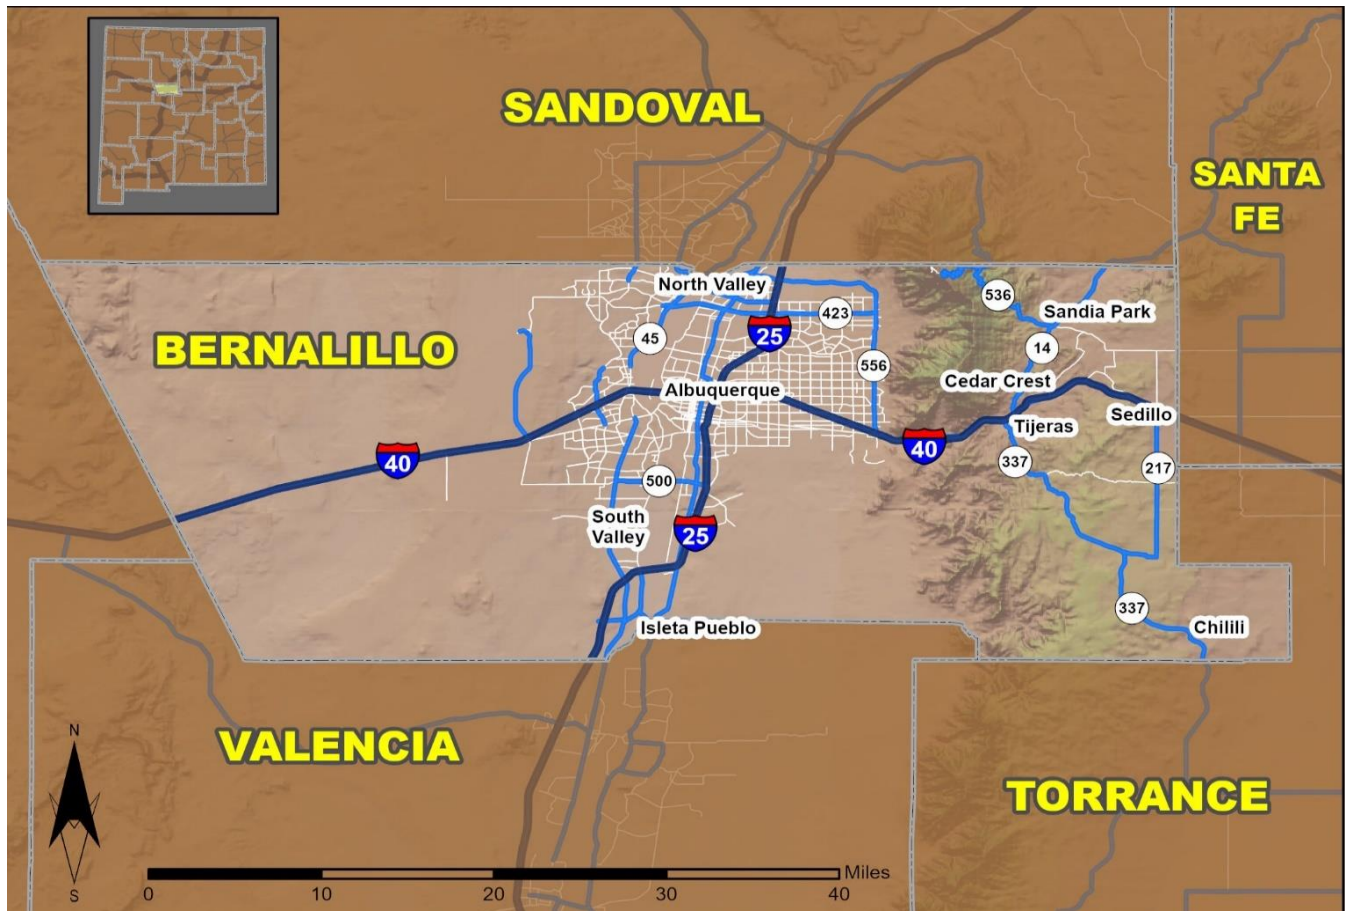 SANDOVAL
SANTA
FE
North Valley
536
Sandia Park
423
25
45
14
BERNALILLO
556
Cedar Crest
Albuquerque
Sedillo
Tijeras
40
40
337
217
500
South
Valley
25
337
Isleta Pueblo
Chilili
VALENCIA
N
TORRANCE
S
Miles
0
10
20
30
40